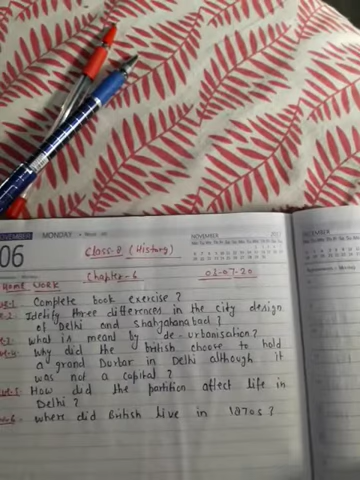 NOVEMBER
MONDAY
06
NOVEMBER
DECEMBER
Class-8 (History)
Chapter-6
02-07-20
HOME WORK
Complete book exercise ?
Idetify three differences in the city design
of Delhi and shahjahanabad ?
what is meant by de-urbanisation?
Why did the british choose to hold
a grand Durbar in Delhi although it
was not a capital ?
How did the partition affect life in
Delhi ?
where did British live in 1870s ?